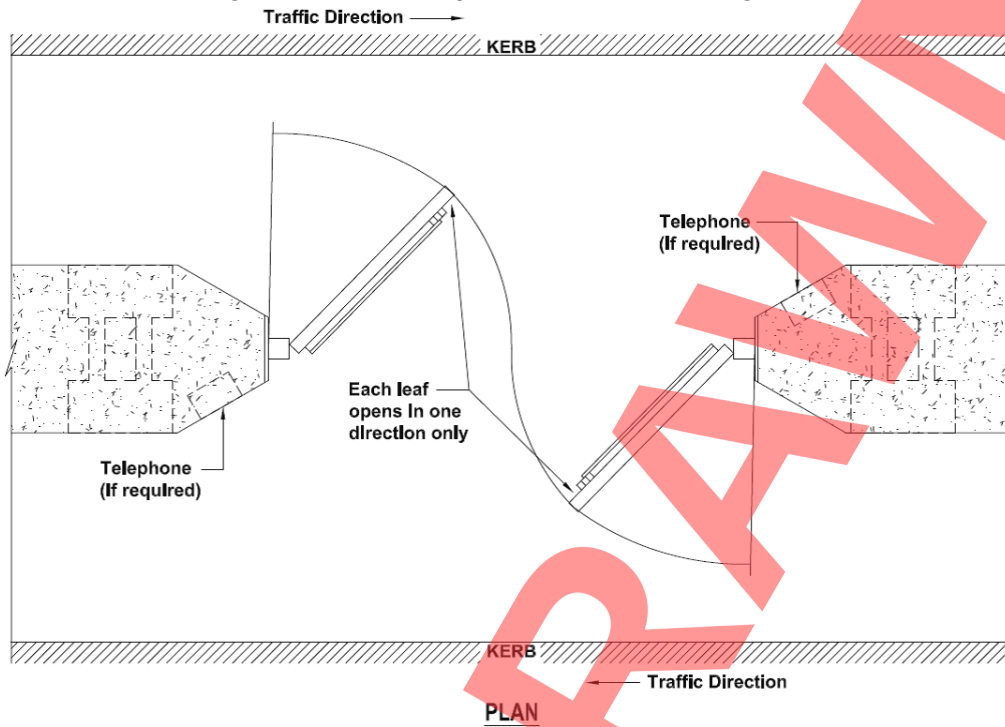 Traffic Direction
KERB
Telephone
(If required)
Each leaf
opens In one
direction only
Telephone
(If required)
KERB
Traffic Direction
PLAN